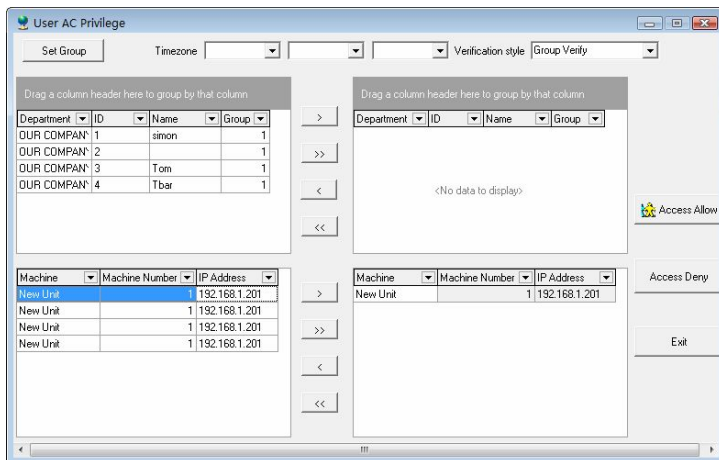 User AC Privilege
Set Group Timezone Verification style Group Verify
Drag a column header here to group by that column
Department ID Name Group
OUR COMPAN 1 simon 1
OUR COMPAN 2 1
OUR COMPAN 3 Tom 1
OUR COMPAN 4 Tbar 1
>
>>
<
<<
Drag a column header here to group by that column
Department ID Name Group
<No data to display>
Machine Machine Number IP Address
New Unit 1 192.168.1.201
New Unit 1 192.168.1.201
New Unit 1 192.168.1.201
New Unit 1 192.168.1.201
>
>>
<
<<
Machine Machine Number IP Address
New Unit 1 192.168.1.201
Access Allow
Access Deny
Exit